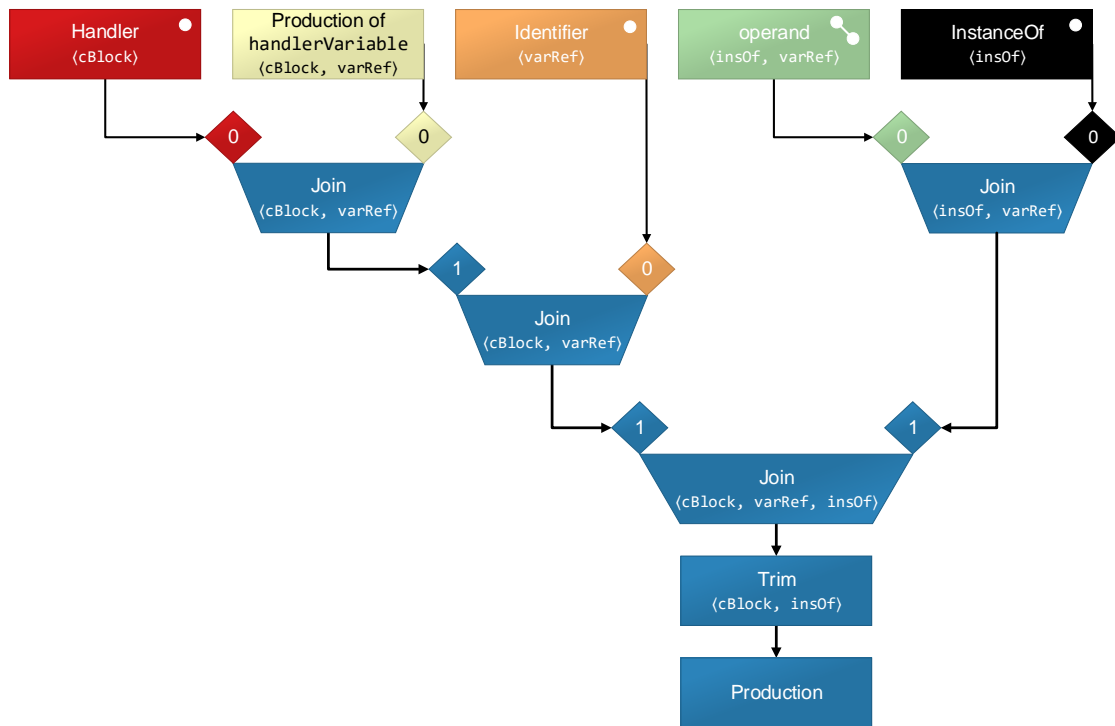 Handler
⟨cBlock⟩
Production of
handlerVariable
⟨cBlock, varRef⟩
Identifier
⟨varRef⟩
operand
⟨insOf, varRef⟩
InstanceOf
⟨insOf⟩
0
0
0
0
Join
⟨cBlock, varRef⟩
Join
⟨insOf, varRef⟩
1
0
Join
⟨cBlock, varRef⟩
1
1
Join
⟨cBlock, varRef, insOf⟩
Trim
⟨cBlock, insOf⟩
Production